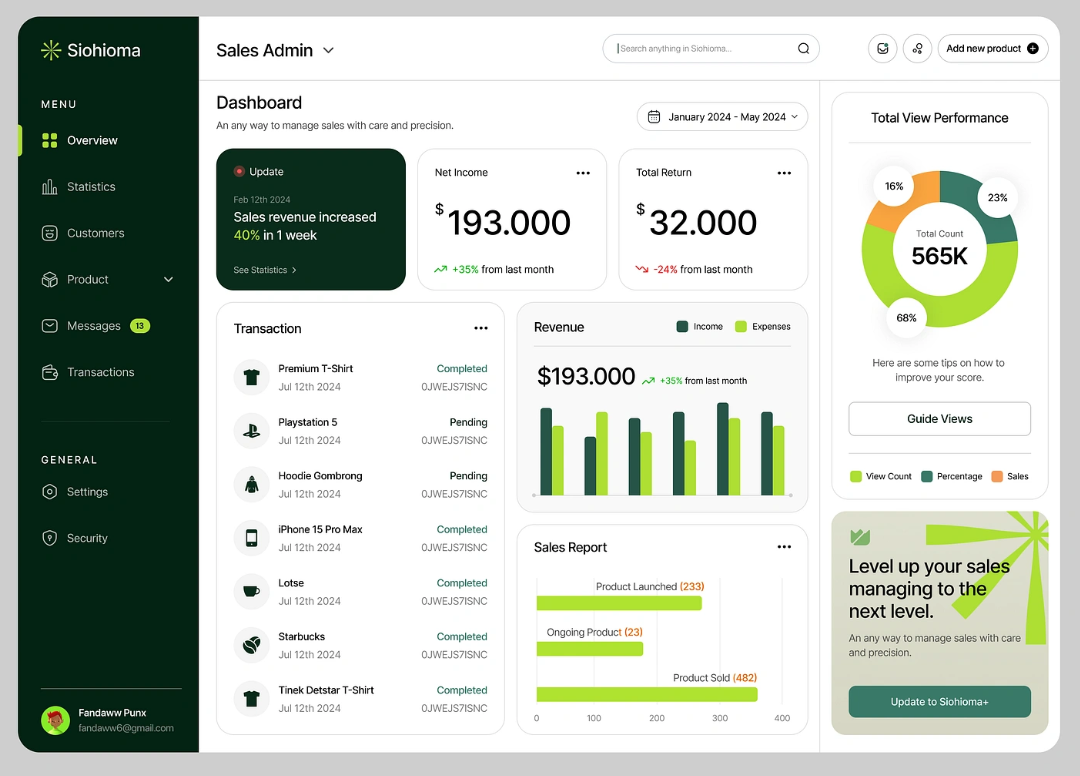 Siohioma
MENU
Overview
Statistics
Customers
Product
Messages 13
Transactions
GENERAL
Settings
Security
Fandaww Punx
fandaww6@gmail.com
Sales Admin
Search anything in Siohioma...
Add new product
Dashboard
An any way to manage sales with care and precision.
January 2024 - May 2024
Update
Feb 12th 2024
Sales revenue increased
40% in 1 week
See Statistics
Net Income
$193.000
+35% from last month
Total Return
$32.000
-24% from last month
Transaction
Premium T-Shirt Completed
Jul 12th 2024 0JWEJS7ISNC
Playstation 5 Pending
Jul 12th 2024 0JWEJS7ISNC
Hoodie Gombrong Pending
Jul 12th 2024 0JWEJS7ISNC
iPhone 15 Pro Max Completed
Jul 12th 2024 0JWEJS7ISNC
Lotse Completed
Jul 12th 2024 0JWEJS7ISNC
Starbucks Completed
Jul 12th 2024 0JWEJS7ISNC
Tinek Detstar T-Shirt Completed
Jul 12th 2024 0JWEJS7ISNC
Revenue Income Expenses
$193.000 +35% from last month
Sales Report
Product Launched (233)
Ongoing Product (23)
Product Sold (482)
0 100 200 300 400
Total View Performance
16%
23%
Total Count
565K
68%
Here are some tips on how to
improve your score.
Guide Views
View Count Percentage Sales
Level up your sales
managing to the
next level.
An any way to manage sales with care
and precision.
Update to Siohioma+